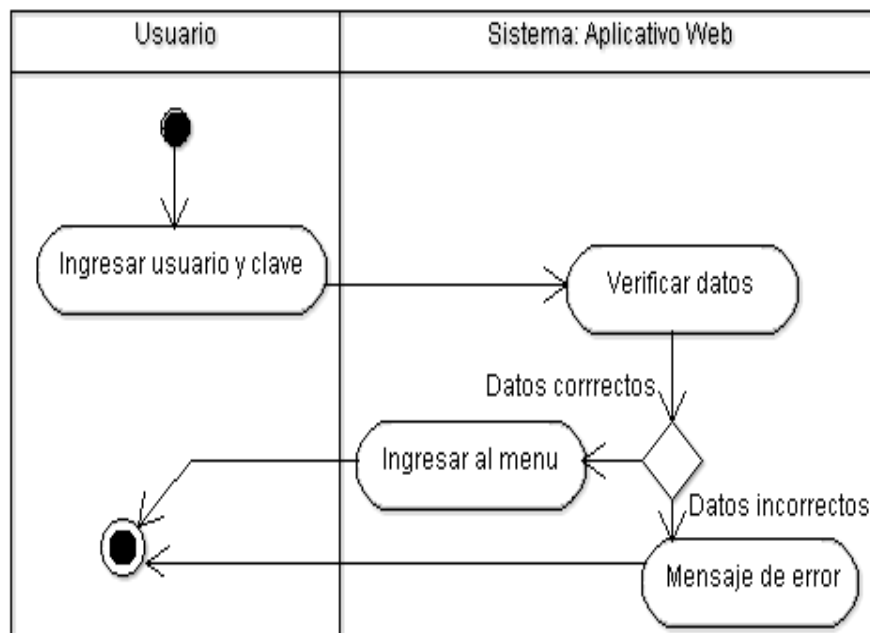 Usuario
Sistema: Aplicativo Web
Ingresar usuario y clave
Verificar datos
Datos corrrectos
Ingresar al menu
Datos incorrectos
Mensaje de error